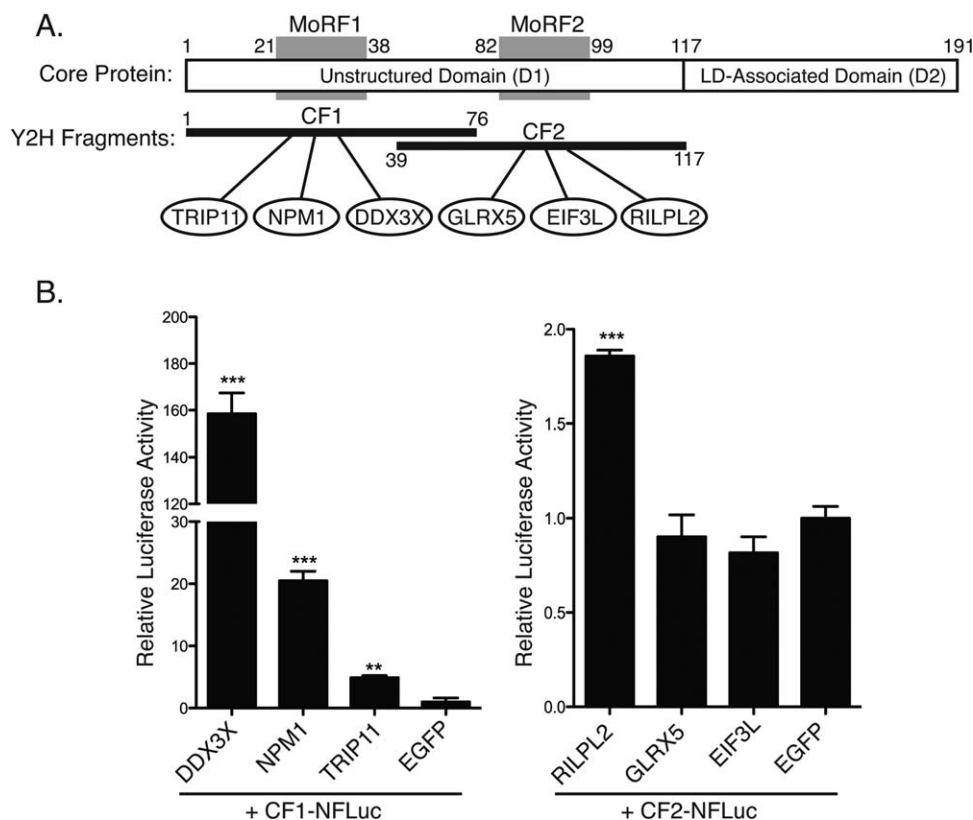 A.
MoRF1 MoRF2
1 21 38 82 99 117 191
Core Protein: Unstructured Domain (D1) LD-Associated Domain (D2)
1 CF1 76
Y2H Fragments: CF2
39 117
TRIP11 NPM1 DDX3X GLRX5 EIF3L RILPL2
B.
Relative Luciferase Activity
200
180
160
140
120
30
20
10
0
***
***
**
DDX3X NPM1 TRIP11 EGFP
+ CF1-NFLuc
Relative Luciferase Activity
2.0
1.5
1.0
0.5
0.0
***
RILPL2 GLRX5 EIF3L EGFP
+ CF2-NFLuc